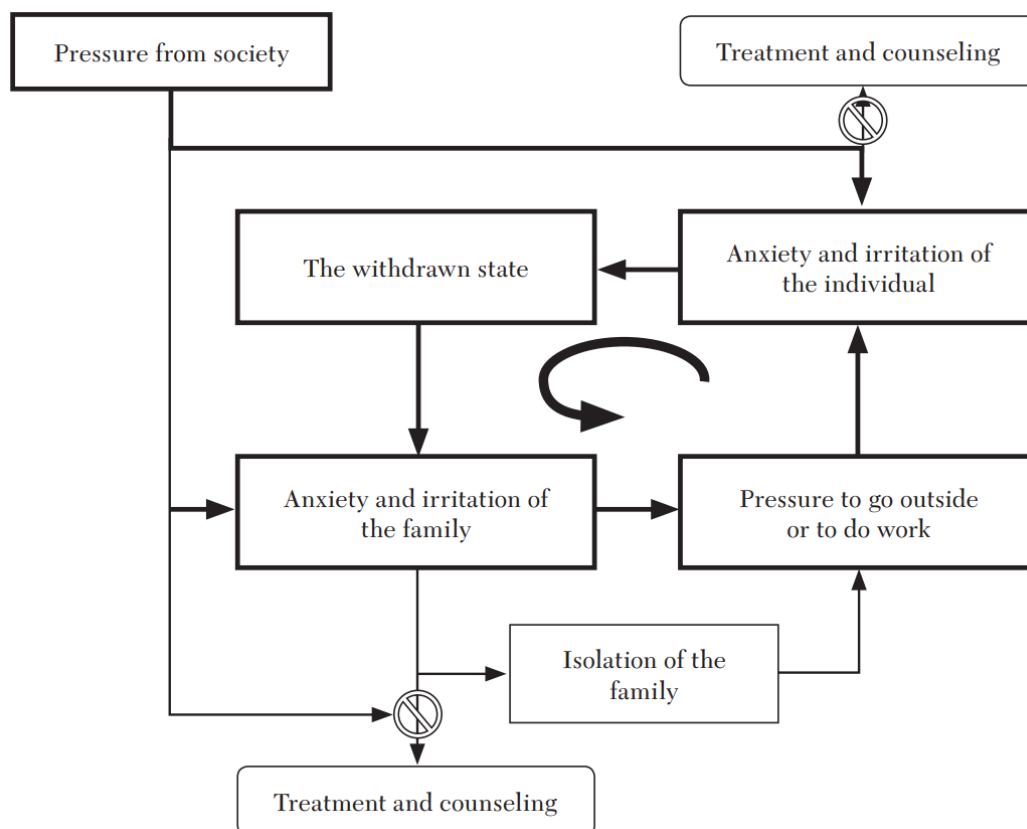 Pressure from society
Treatment and counseling
The withdrawn state
Anxiety and irritation of
the individual
Anxiety and irritation of
the family
Pressure to go outside
or to do work
Isolation of the
family
Treatment and counseling